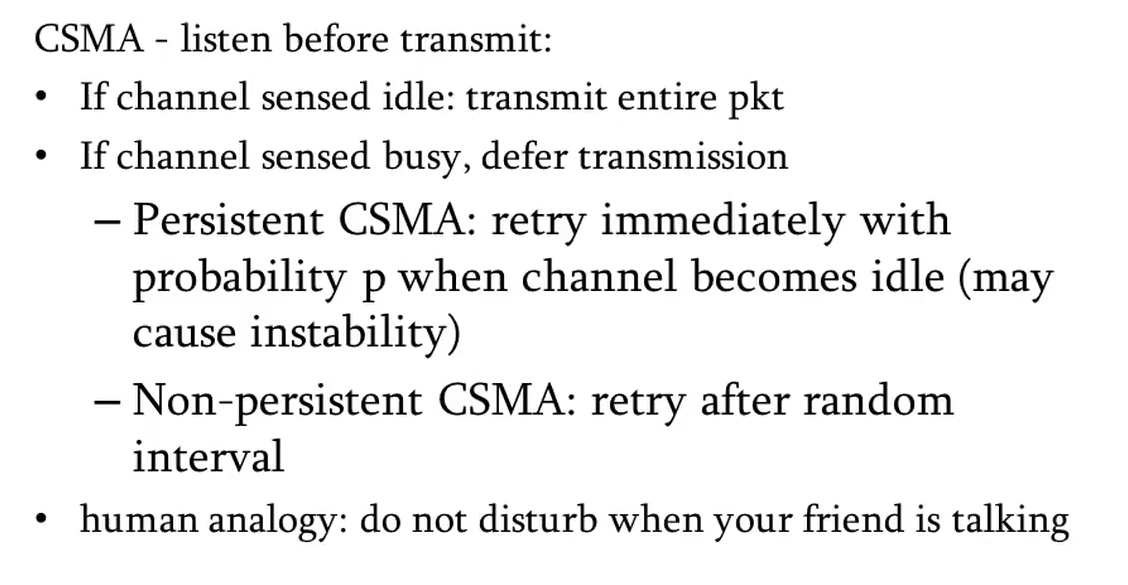 CSMA - listen before transmit:
• If channel sensed idle: transmit entire pkt
• If channel sensed busy, defer transmission
– Persistent CSMA: retry immediately with
probability p when channel becomes idle (may
cause instability)
– Non-persistent CSMA: retry after random
interval
• human analogy: do not disturb when your friend is talking